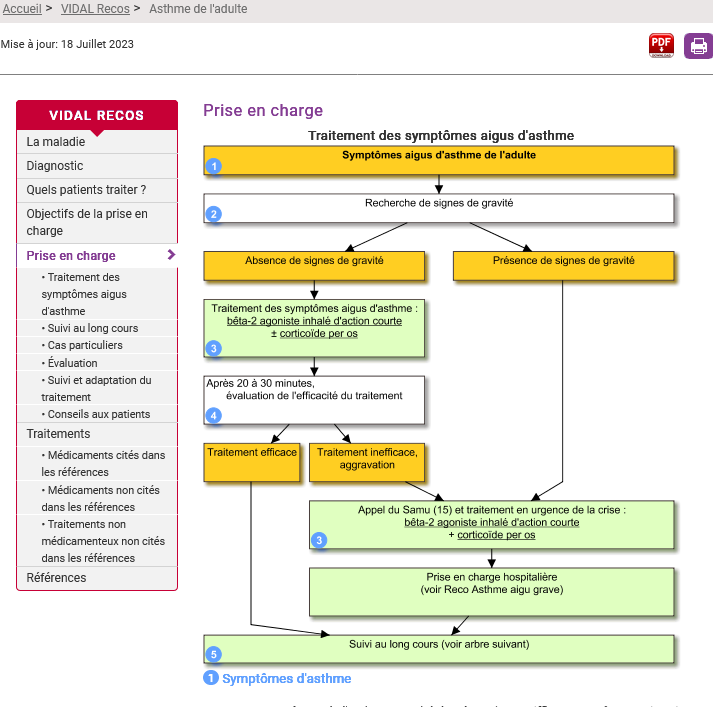 Accueil > VIDAL Recos > Asthme de l'adulte
Mise à jour: 18 Juillet 2023
PDF
DOWNLOAD
VIDAL RECOS
La maladie
Diagnostic
Quels patients traiter ?
Objectifs de la prise en
charge
Prise en charge
• Traitement des
symptômes aigus
d'asthme
• Suivi au long cours
• Cas particuliers
• Évaluation
• Suivi et adaptation du
traitement
• Conseils aux patients
Traitements
• Médicaments cités dans
les références
• Médicaments non cités
dans les références
• Traitements non
médicamenteux non cités
dans les références
Références
Prise en charge
Traitement des symptômes aigus d'asthme
Symptômes aigus d'asthme de l'adulte
1
Recherche de signes de gravité
2
Absence de signes de gravité
Présence de signes de gravité
Traitement des symptômes aigus d'asthme :
bêta-2 agoniste inhalé d'action courte
± corticoïde per os
3
Après 20 à 30 minutes,
évaluation de l'efficacité du traitement
4
Traitement efficace
Traitement inefficace,
aggravation
Appel du Samu (15) et traitement en urgence de la crise :
bêta-2 agoniste inhalé d'action courte
+ corticoïde per os
3
Prise en charge hospitalière
(voir Reco Asthme aigu grave)
Suivi au long cours (voir arbre suivant)
5
1 Symptômes d'asthme